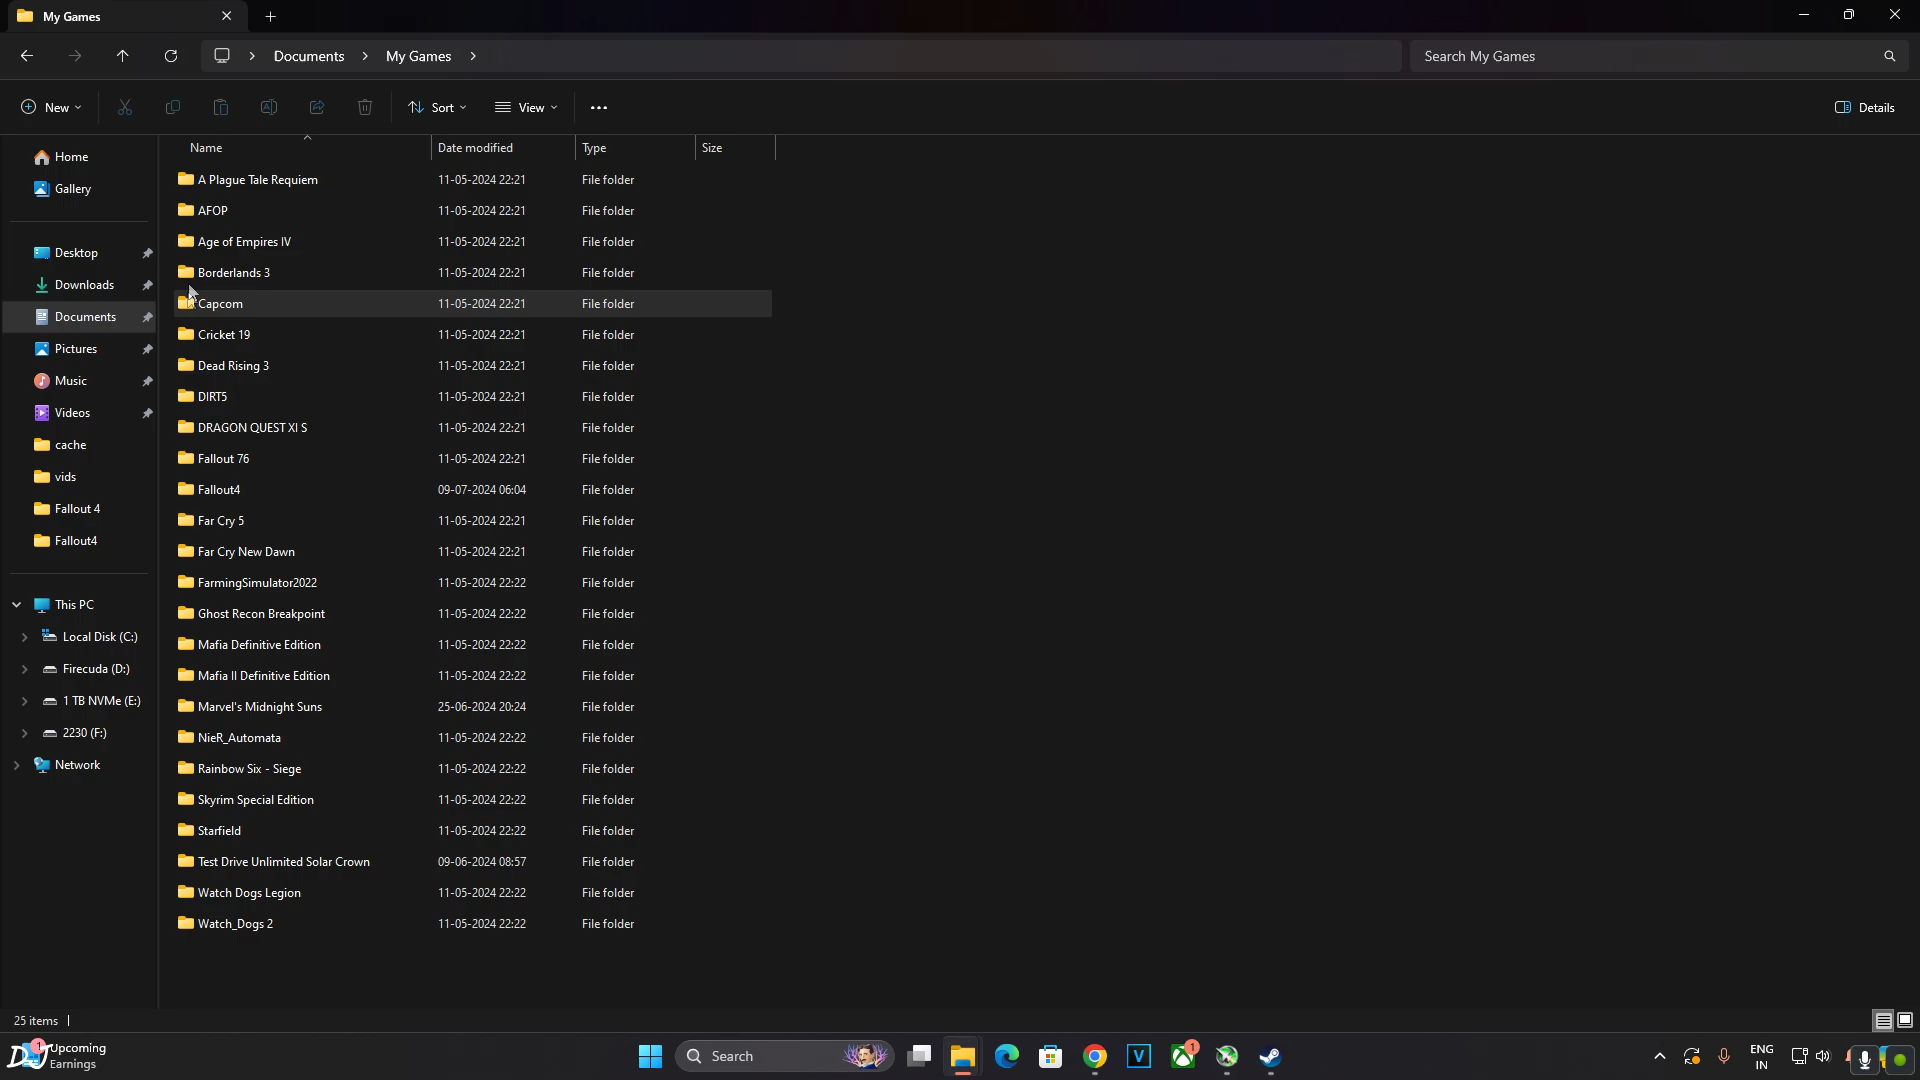 My Games
Documents
My Games
Search My Games
New
Sort
View
Details
Name
Date modified
Type
Size
Home
Gallery
Desktop
Downloads
Documents
Pictures
Music
Videos
cache
vids
Fallout 4
Fallout4
This PC
Local Disk (C:)
Firecuda (D:)
1 TB NVMe (E:)
2230 (F:)
Network
A Plague Tale Requiem 11-05-2024 22:21 File folder
AFOP 11-05-2024 22:21 File folder
Age of Empires IV 11-05-2024 22:21 File folder
Borderlands 3 11-05-2024 22:21 File folder
Capcom 11-05-2024 22:21 File folder
Cricket 19 11-05-2024 22:21 File folder
Dead Rising 3 11-05-2024 22:21 File folder
DIRT5 11-05-2024 22:21 File folder
DRAGON QUEST XI S 11-05-2024 22:21 File folder
Fallout 76 11-05-2024 22:21 File folder
Fallout4 09-07-2024 06:04 File folder
Far Cry 5 11-05-2024 22:21 File folder
Far Cry New Dawn 11-05-2024 22:21 File folder
FarmingSimulator2022 11-05-2024 22:22 File folder
Ghost Recon Breakpoint 11-05-2024 22:22 File folder
Mafia Definitive Edition 11-05-2024 22:22 File folder
Mafia II Definitive Edition 11-05-2024 22:22 File folder
Marvel's Midnight Suns 25-06-2024 20:24 File folder
NieR_Automata 11-05-2024 22:22 File folder
Rainbow Six - Siege 11-05-2024 22:22 File folder
Skyrim Special Edition 11-05-2024 22:22 File folder
Starfield 11-05-2024 22:22 File folder
Test Drive Unlimited Solar Crown 09-06-2024 08:57 File folder
Watch Dogs Legion 11-05-2024 22:22 File folder
Watch_Dogs 2 11-05-2024 22:22 File folder
25 items
1
Upcoming
Earnings
Search
V
1
ENG
IN